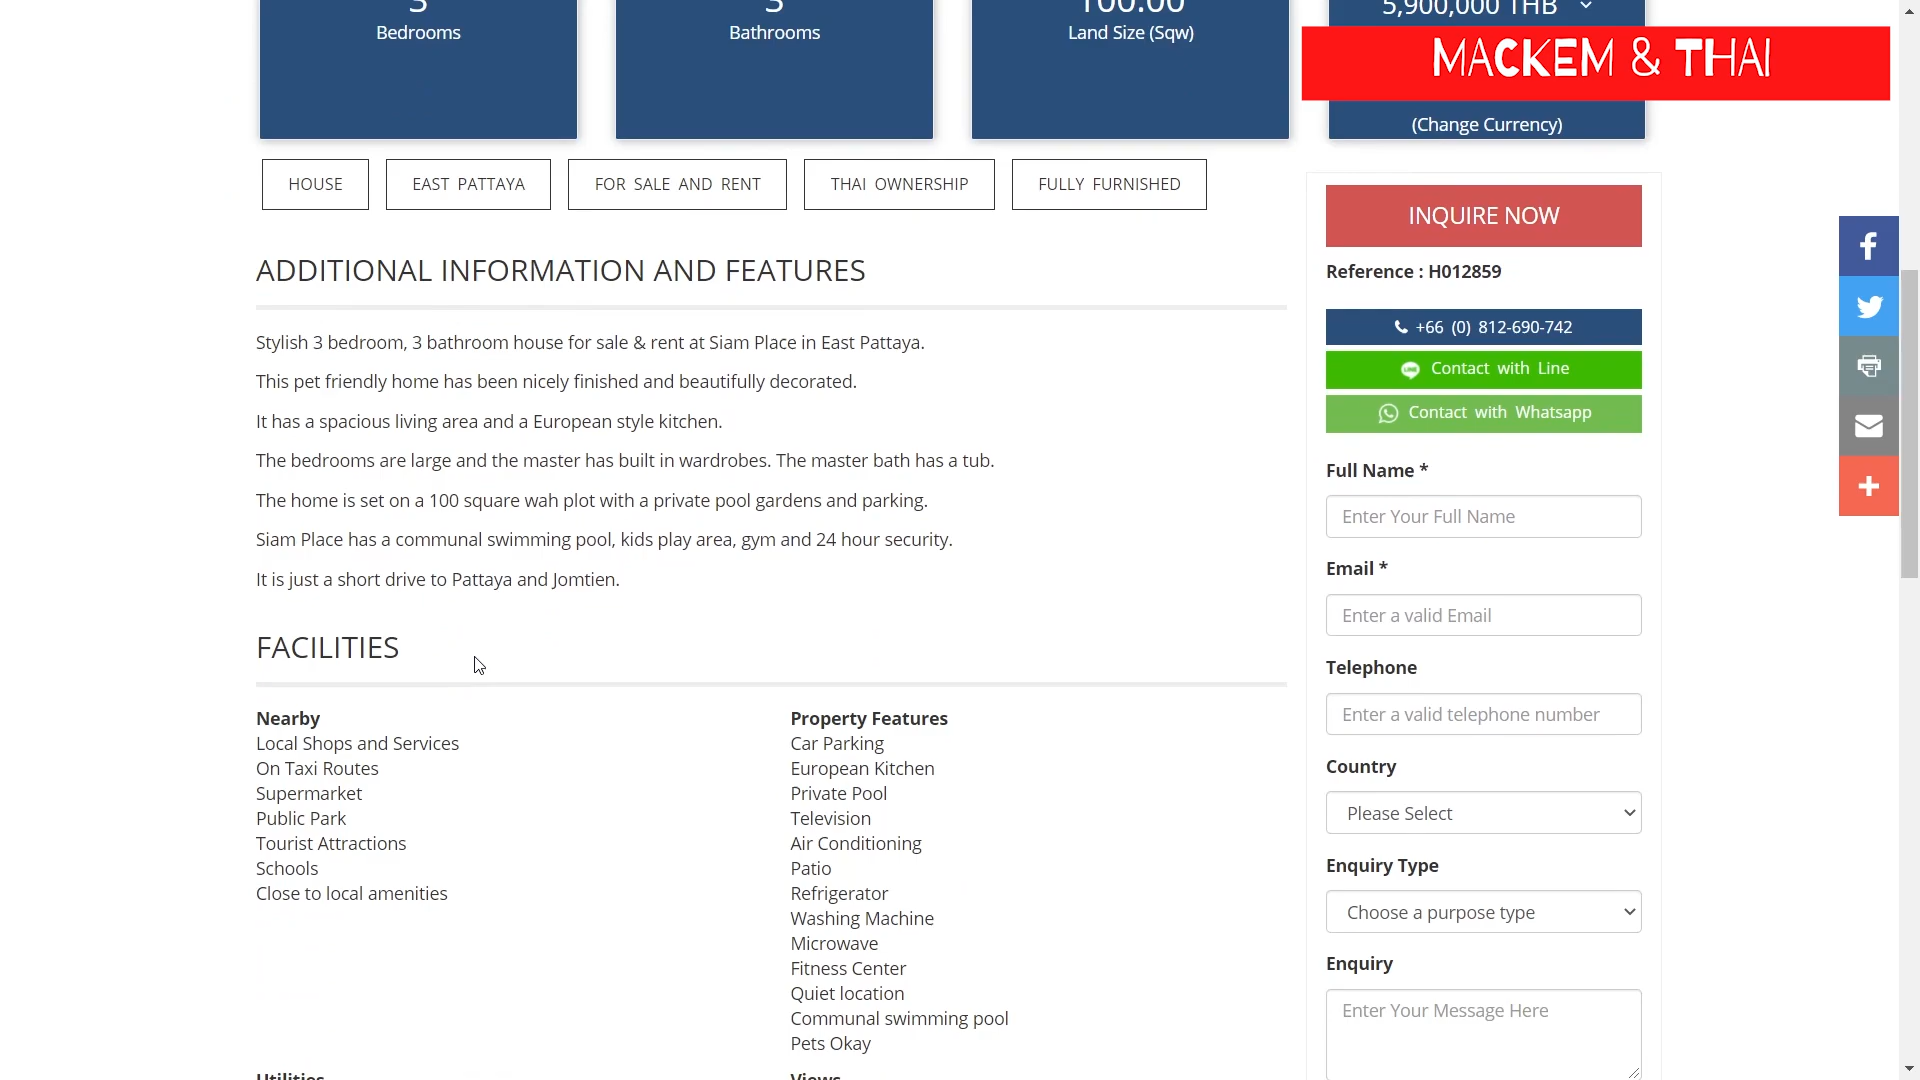 3
Bedrooms
3
Bathrooms
100.00
Land Size (Sqw)
5,900,000 THB
MACKEM & THAI
(Change Currency)
HOUSE
EAST PATTAYA
FOR SALE AND RENT
THAI OWNERSHIP
FULLY FURNISHED
ADDITIONAL INFORMATION AND FEATURES
Stylish 3 bedroom, 3 bathroom house for sale & rent at Siam Place in East Pattaya.
This pet friendly home has been nicely finished and beautifully decorated.
It has a spacious living area and a European style kitchen.
The bedrooms are large and the master has built in wardrobes. The master bath has a tub.
The home is set on a 100 square wah plot with a private pool gardens and parking.
Siam Place has a communal swimming pool, kids play area, gym and 24 hour security.
It is just a short drive to Pattaya and Jomtien.
FACILITIES
Nearby
Local Shops and Services
On Taxi Routes
Supermarket
Public Park
Tourist Attractions
Schools
Close to local amenities
Property Features
Car Parking
European Kitchen
Private Pool
Television
Air Conditioning
Patio
Refrigerator
Washing Machine
Microwave
Fitness Center
Quiet location
Communal swimming pool
Pets Okay
Utilities
Views
INQUIRE NOW
Reference : H012859
+66 (0) 812-690-742
Contact with Line
Contact with Whatsapp
Full Name *
Enter Your Full Name
Email *
Enter a valid Email
Telephone
Enter a valid telephone number
Country
Please Select
Enquiry Type
Choose a purpose type
Enquiry
Enter Your Message Here